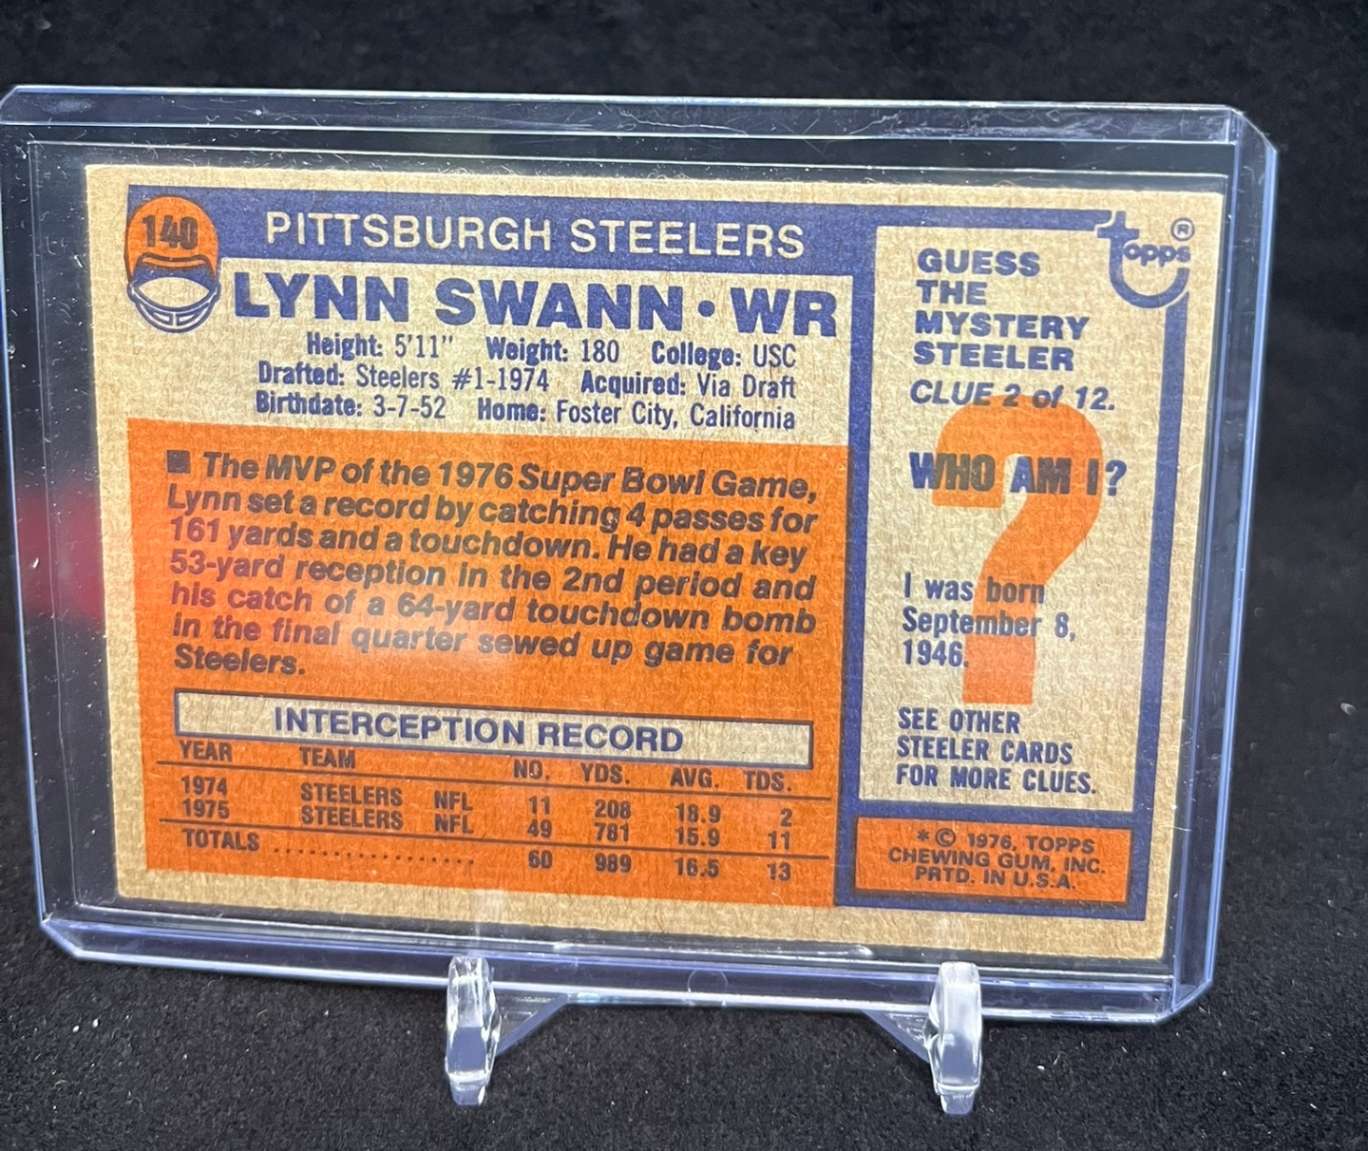 140
PITTSBURGH STEELERS
LYNN SWANN • WR
Height: 5'11" Weight: 180 College: USC
Drafted: Steelers #1-1974 Acquired: Via Draft
Birthdate: 3-7-52 Home: Foster City, California
■ The MVP of the 1976 Super Bowl Game,
Lynn set a record by catching 4 passes for
161 yards and a touchdown. He had a key
53-yard reception in the 2nd period and
his catch of a 64-yard touchdown bomb
in the final quarter sewed up game for
Steelers.
INTERCEPTION RECORD
YEAR TEAM NO. YDS. AVG. TDS.
1974 STEELERS NFL 11 208 18.9 2
1975 STEELERS NFL 49 781 15.9 11
TOTALS .................. 60 989 16.5 13
topps ®
GUESS
THE
MYSTERY
STEELER
CLUE 2 of 12.
WHO AM I?
?
I was born
September 8,
1946.
SEE OTHER
STEELER CARDS
FOR MORE CLUES.
* © 1976, TOPPS
CHEWING GUM, INC.
PRTD. IN U.S.A.